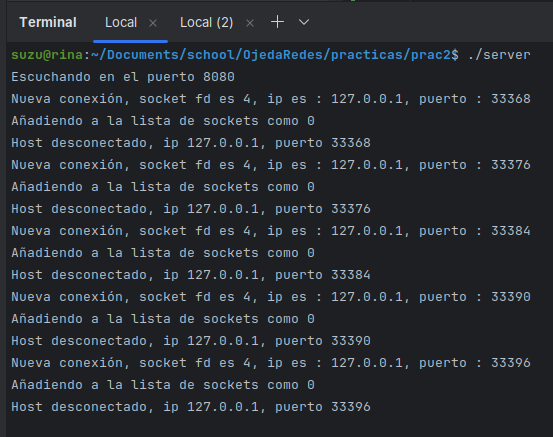 Terminal Local × Local (2) ×
suzu@rina:~/Documents/school/OjedaRedes/practicas/prac2$ ./server
Escuchando en el puerto 8080
Nueva conexión, socket fd es 4, ip es : 127.0.0.1, puerto : 33368
Añadiendo a la lista de sockets como 0
Host desconectado, ip 127.0.0.1, puerto 33368
Nueva conexión, socket fd es 4, ip es : 127.0.0.1, puerto : 33376
Añadiendo a la lista de sockets como 0
Host desconectado, ip 127.0.0.1, puerto 33376
Nueva conexión, socket fd es 4, ip es : 127.0.0.1, puerto : 33384
Añadiendo a la lista de sockets como 0
Host desconectado, ip 127.0.0.1, puerto 33384
Nueva conexión, socket fd es 4, ip es : 127.0.0.1, puerto : 33390
Añadiendo a la lista de sockets como 0
Host desconectado, ip 127.0.0.1, puerto 33390
Nueva conexión, socket fd es 4, ip es : 127.0.0.1, puerto : 33396
Añadiendo a la lista de sockets como 0
Host desconectado, ip 127.0.0.1, puerto 33396